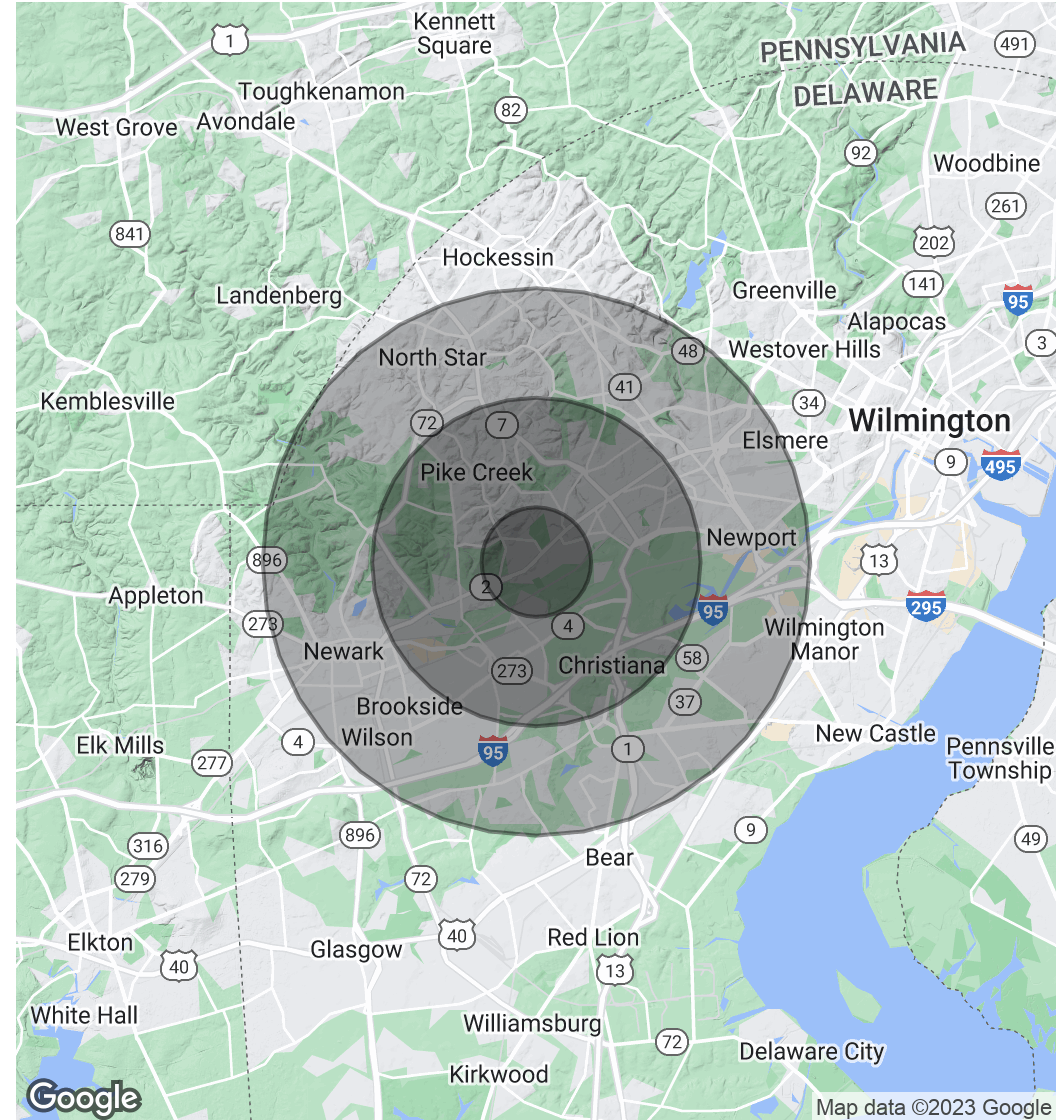 Kennett
Square
1
PENNSYLVANIA
491
DELAWARE
Toughkenamon
82
West Grove
Avondale
92
Woodbine
261
841
202
Hockessin
141
Landenberg
Greenville
95
Alapocas
3
North Star
48
Westover Hills
41
Kemblesville
34
72
7
Wilmington
Elsmere
9
495
Pike Creek
Newport
896
13
2
Appleton
95
295
273
4
Wilmington
Manor
Newark
Christiana
58
273
37
Brookside
Wilson
4
95
1
New Castle
Elk Mills
277
Pennsville
Township
9
896
316
49
Bear
279
72
40
Elkton
Glasgow
Red Lion
40
13
White Hall
Williamsburg
72
Delaware City
Kirkwood
Google
Map data ©2023 Google